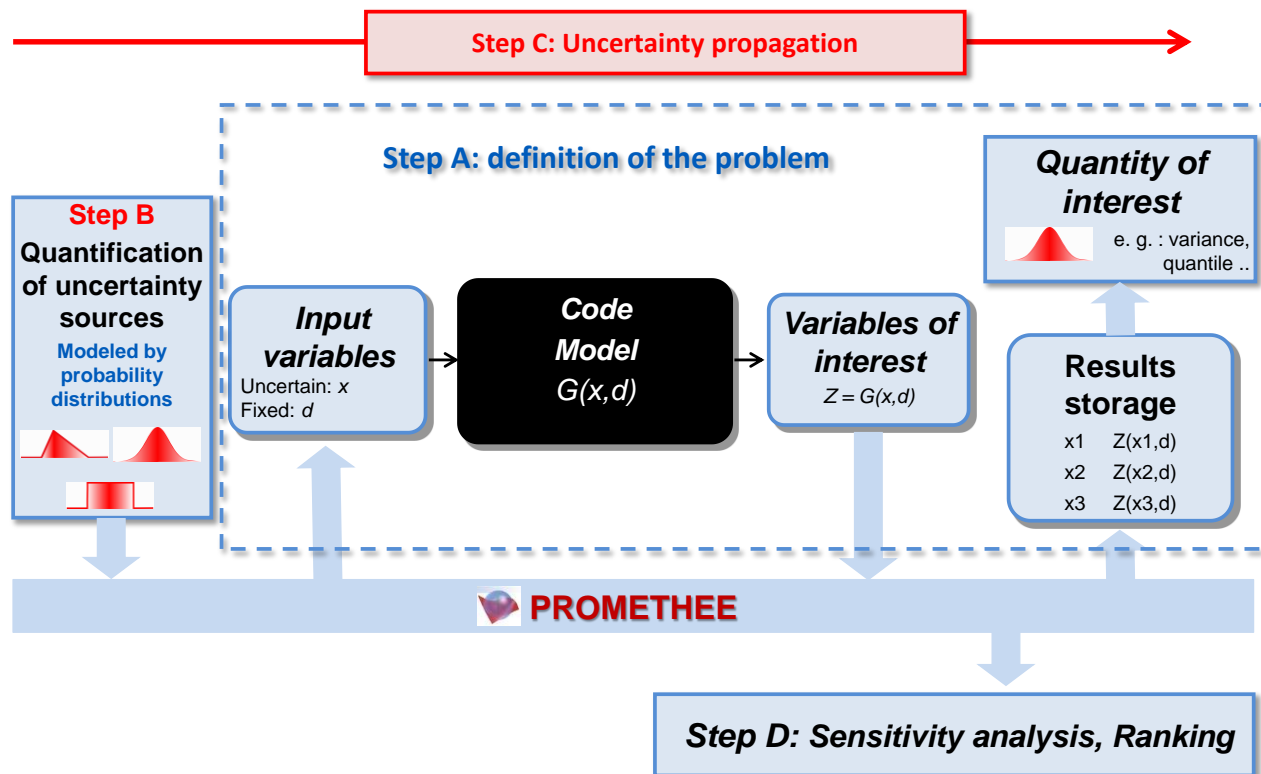 Step C: Uncertainty propagation
Step A: definition of the problem
Step B
Quantification
of uncertainty
sources
Modeled by
probability
distributions
Input
variables
Uncertain: x
Fixed: d
Code
Model
G(x,d)
Variables of
interest
Z = G(x,d)
Quantity of
interest
e. g. : variance,
quantile ..
Results
storage
x1 Z(x1,d)
x2 Z(x2,d)
x3 Z(x3,d)
PROMETHEE
Step D: Sensitivity analysis, Ranking